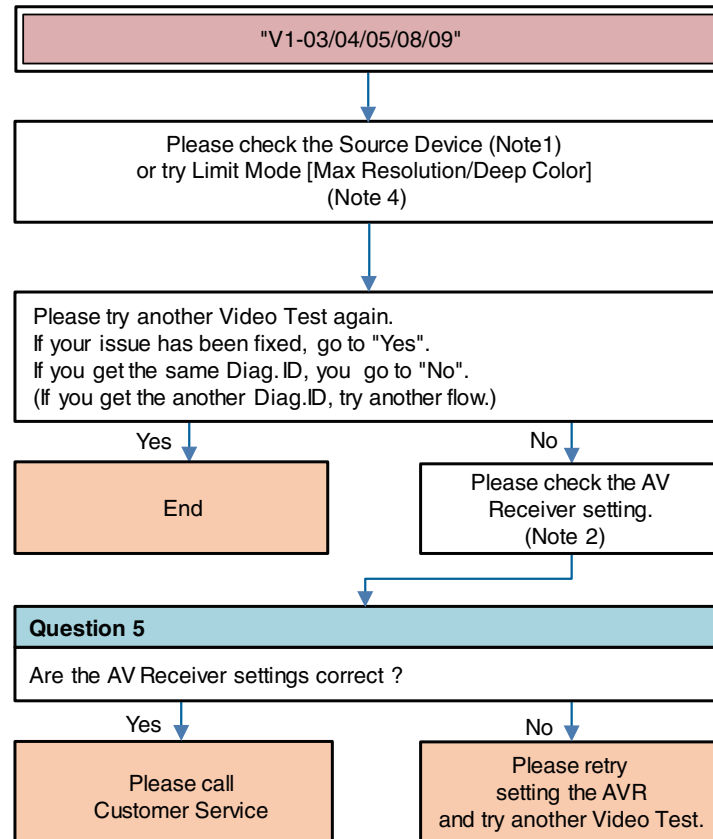 "V1-03/04/05/08/09"
Please check the Source Device (Note1)
or try Limit Mode [Max Resolution/Deep Color]
(Note 4)
Please try another Video Test again.
If your issue has been fixed, go to "Yes".
If you get the same Diag. ID, you go to "No".
(If you get the another Diag.ID, try another flow.)
Yes
No
End
Please check the AV
Receiver setting.
(Note 2)
Question 5
Are the AV Receiver settings correct ?
Yes
No
Please call
Customer Service
Please retry
setting the AVR
and try another Video Test.